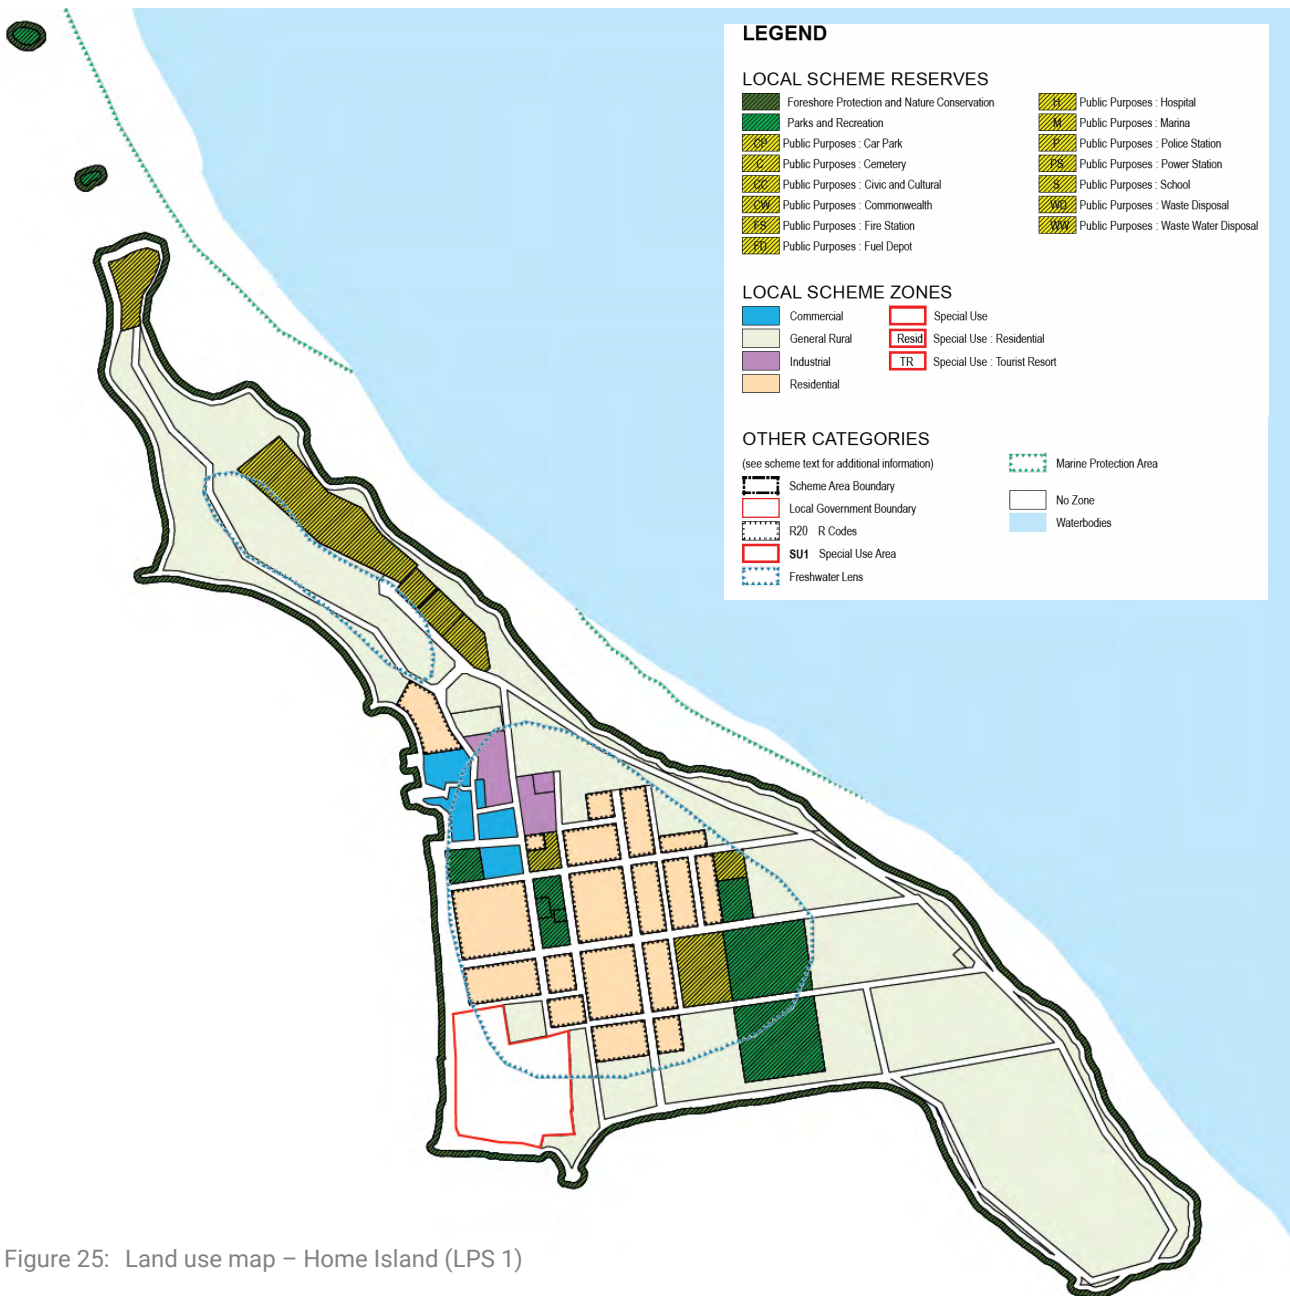 LEGEND
LOCAL SCHEME RESERVES
Foreshore Protection and Nature Conservation
Parks and Recreation
CP Public Purposes : Car Park
C Public Purposes : Cemetery
CC Public Purposes : Civic and Cultural
CW Public Purposes : Commonwealth
FS Public Purposes : Fire Station
FD Public Purposes : Fuel Depot
H Public Purposes : Hospital
M Public Purposes : Marina
P Public Purposes : Police Station
PS Public Purposes : Power Station
S Public Purposes : School
WD Public Purposes : Waste Disposal
WW Public Purposes : Waste Water Disposal
LOCAL SCHEME ZONES
Commercial
General Rural
Industrial
Residential
Special Use
Resid Special Use : Residential
TR Special Use : Tourist Resort
OTHER CATEGORIES
(see scheme text for additional information)
Scheme Area Boundary
Local Government Boundary
R20 R Codes
SU1 Special Use Area
Freshwater Lens
Marine Protection Area
No Zone
Waterbodies
Figure 25: Land use map – Home Island (LPS 1)